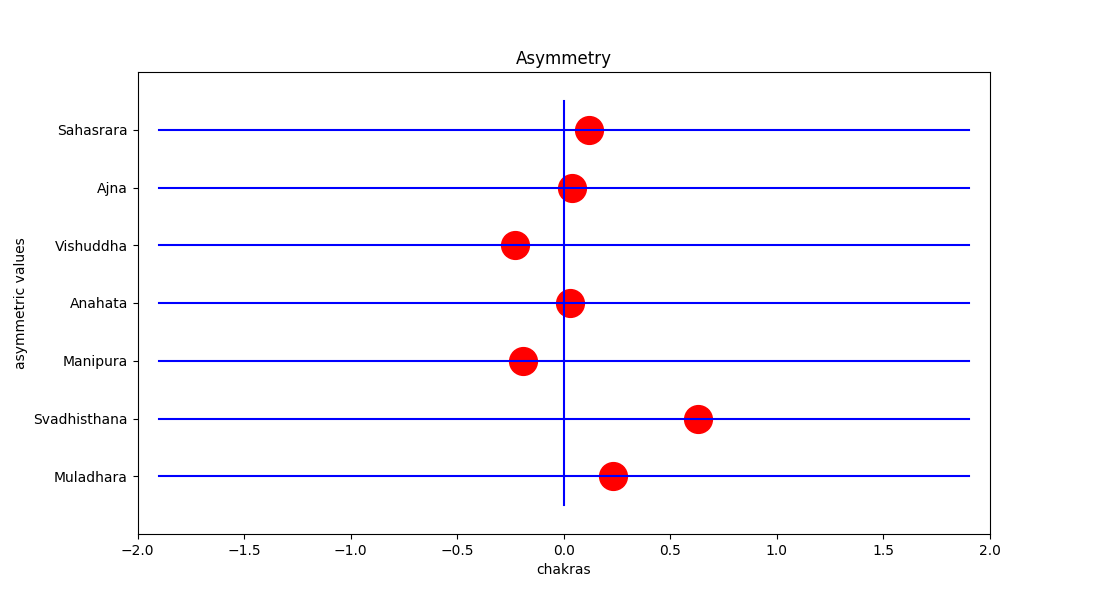 Asymmetry
asymmetric values
Sahasrara
Ajna
Vishuddha
Anahata
Manipura
Svadhisthana
Muladhara
−2.0 −1.5 −1.0 −0.5 0.0 0.5 1.0 1.5 2.0
chakras